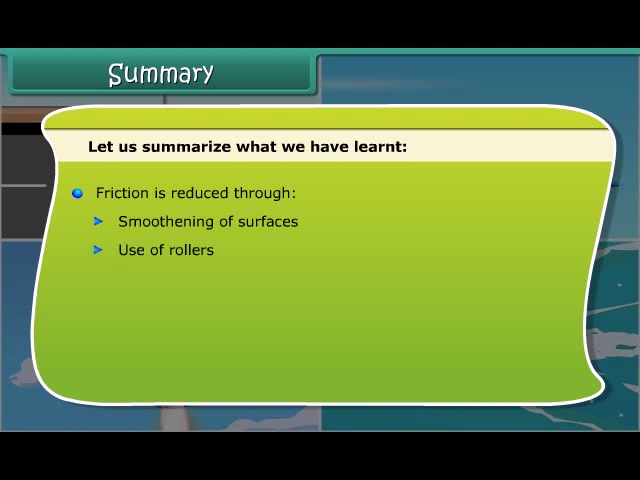 Summary
Let us summarize what we have learnt:
Friction is reduced through:
Smoothening of surfaces
Use of rollers